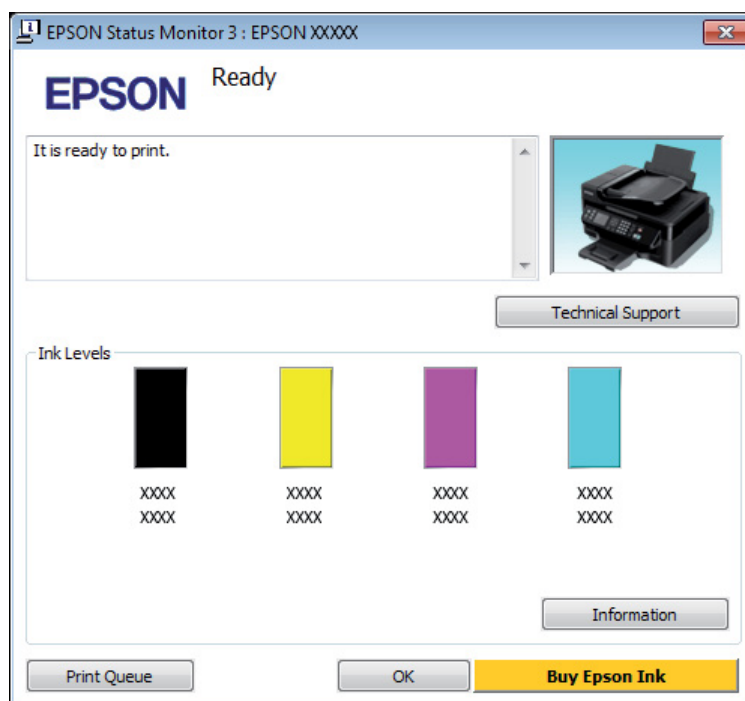 EPSON Status Monitor 3 : EPSON XXXXX
EPSON
Ready
It is ready to print.
Technical Support
Ink Levels
XXXX XXXX XXXX XXXX
XXXX XXXX XXXX XXXX
Information
Print Queue OK Buy Epson Ink